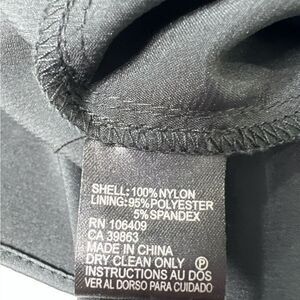 SHELL: 100% NYLON
LINING: 95% POLYESTER
5% SPANDEX
RN 106409
CA 39863
MADE IN CHINA
DRY CLEAN ONLY Ⓟ
INSTRUCTIONS AU DOS
VER AL DORSO PARA CUIDADO